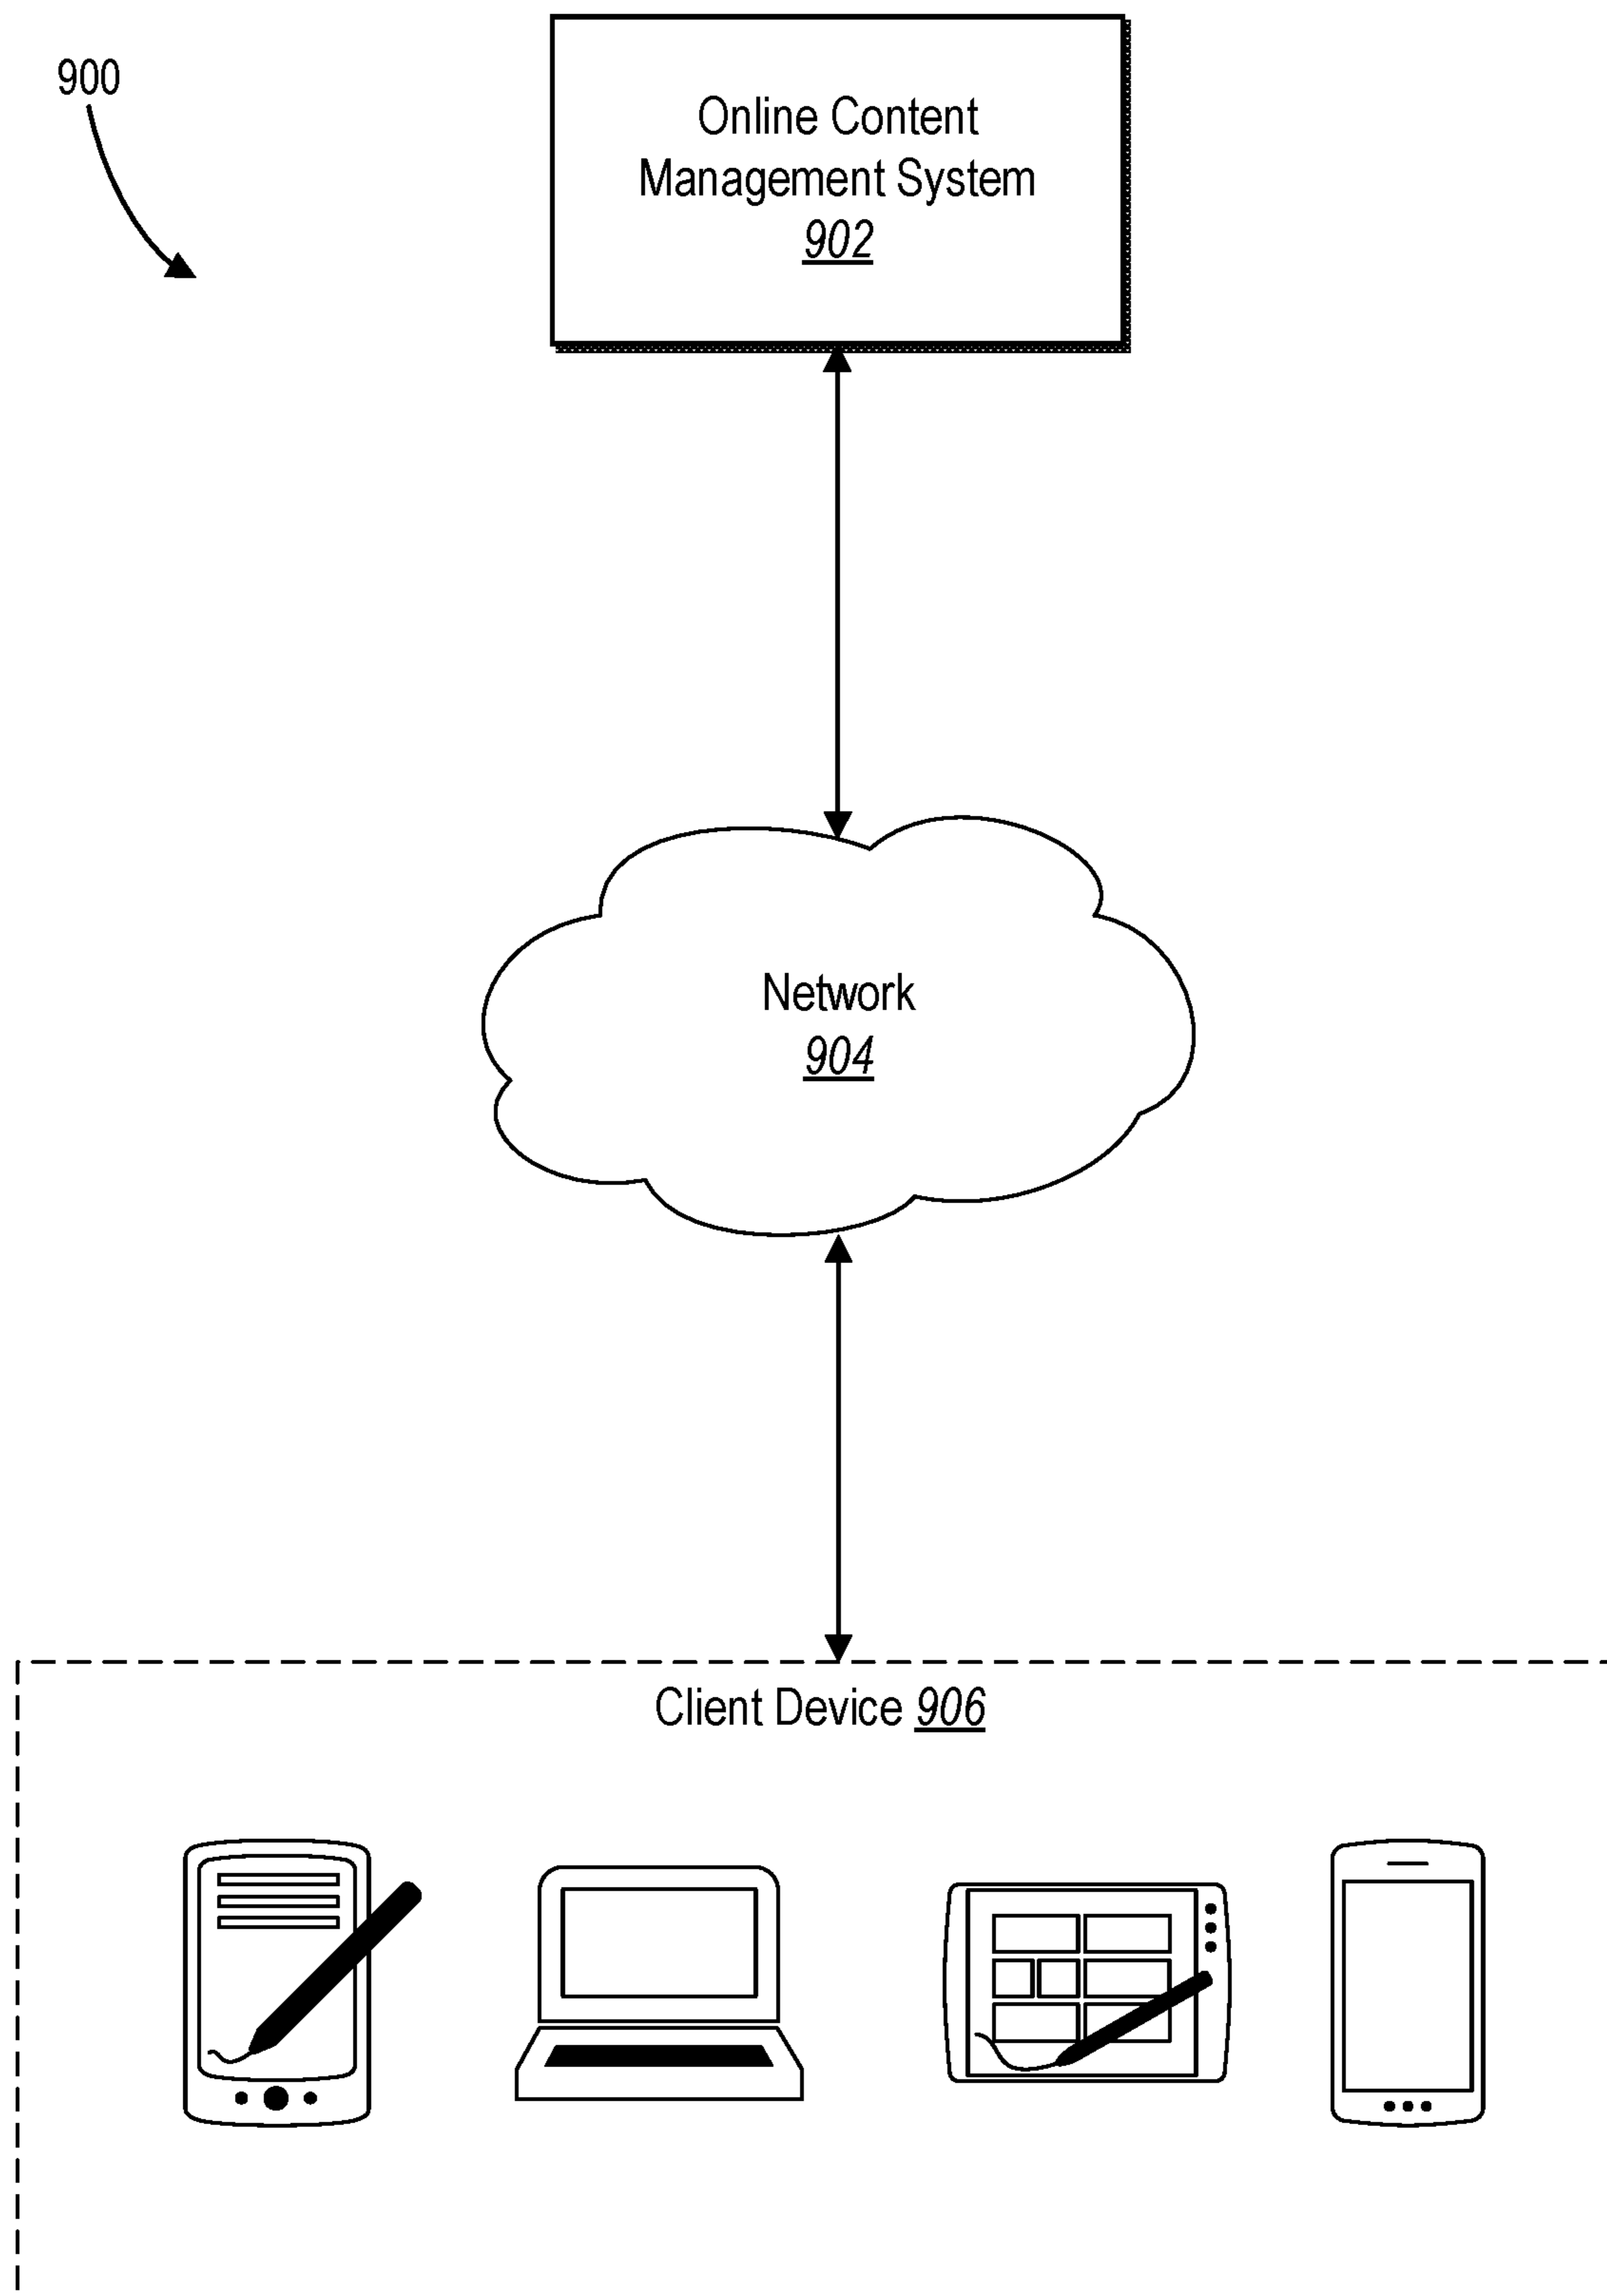 900
Online Content
Management System
902
Network
904
Client Device 906